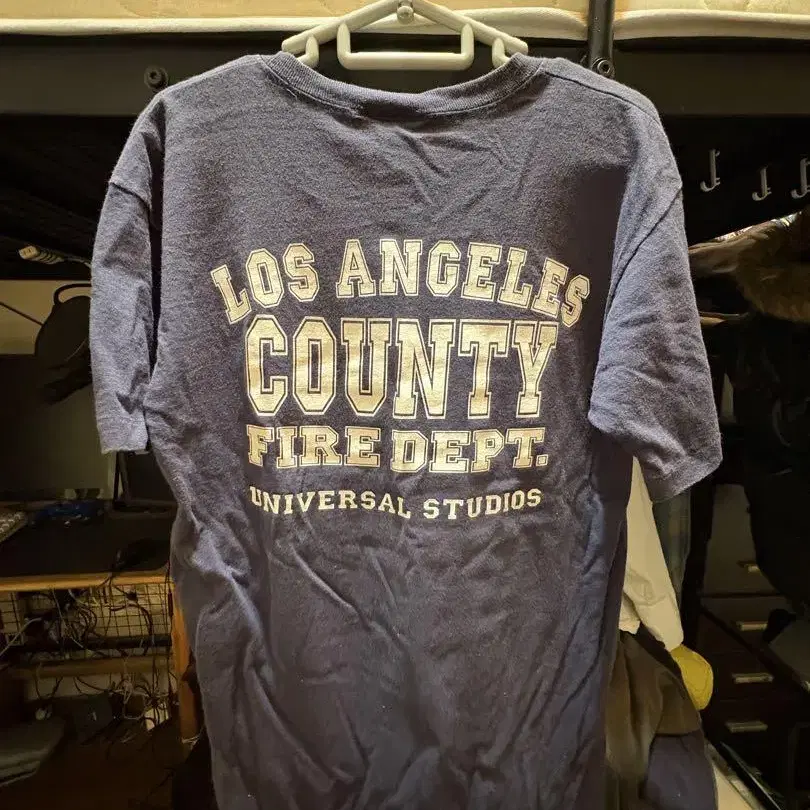 LOS ANGELES
COUNTY
FIRE DEPT.
UNIVERSAL STUDIOS